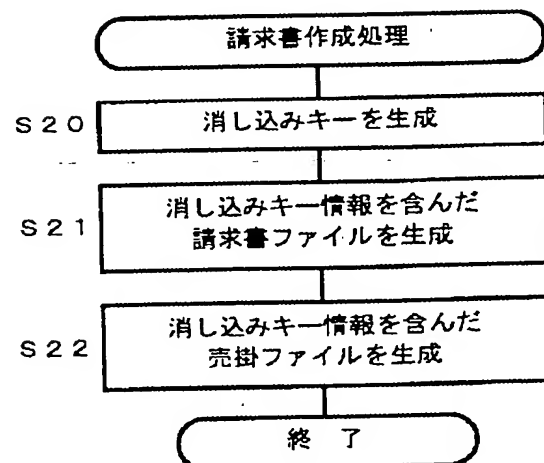 請求書作成処理
S20
消し込みキーを生成
S21
消し込みキー情報を含んだ
請求書ファイルを生成
S22
消し込みキー情報を含んだ
売掛ファイルを生成
終 了